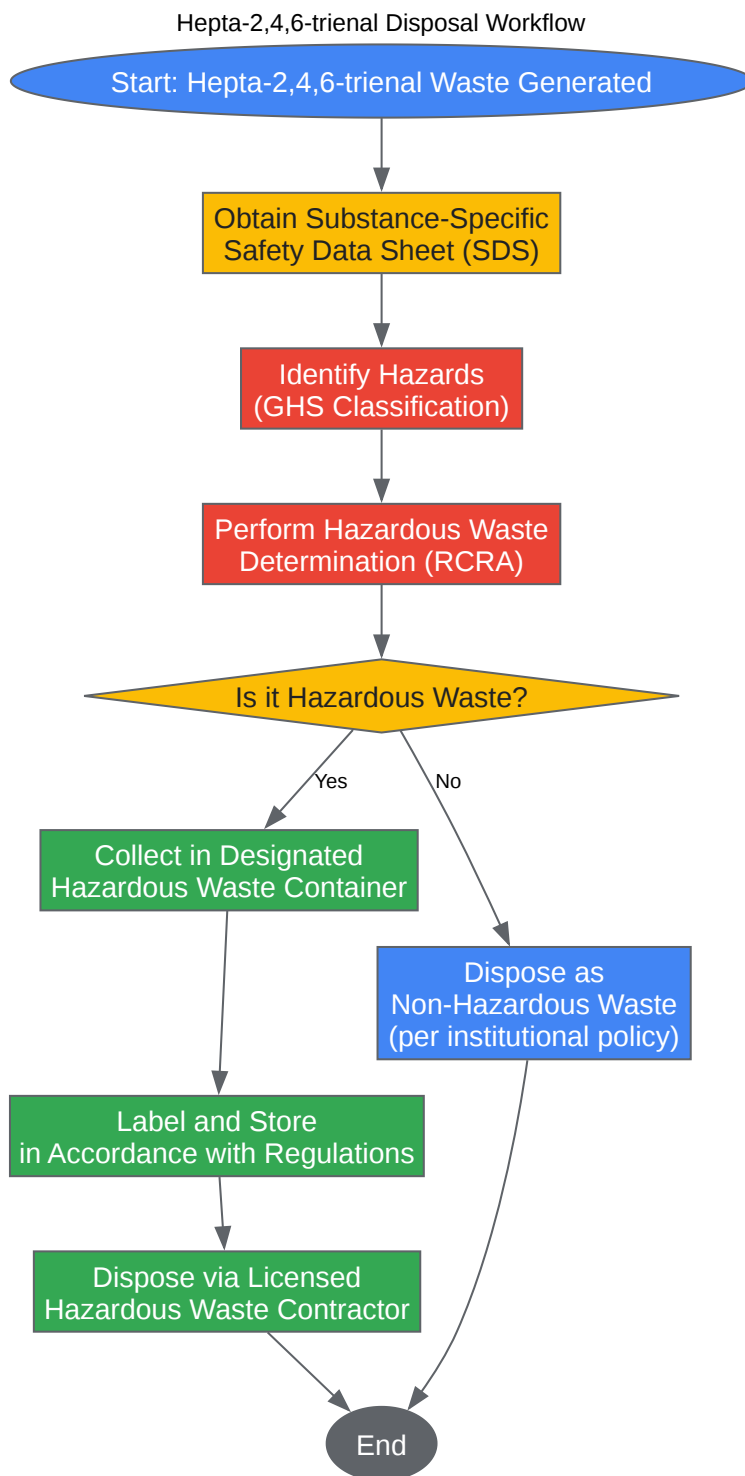 Hepta-2,4,6-trienal Disposal Workflow
Start: Hepta-2,4,6-trienal Waste Generated
Obtain Substance-Specific
Safety Data Sheet (SDS)
Identify Hazards
(GHS Classification)
Perform Hazardous Waste
Determination (RCRA)
Is it Hazardous Waste?
Yes
No
Collect in Designated
Hazardous Waste Container
Dispose as
Non-Hazardous Waste
(per institutional policy)
Label and Store
in Accordance with Regulations
Dispose via Licensed
Hazardous Waste Contractor
End